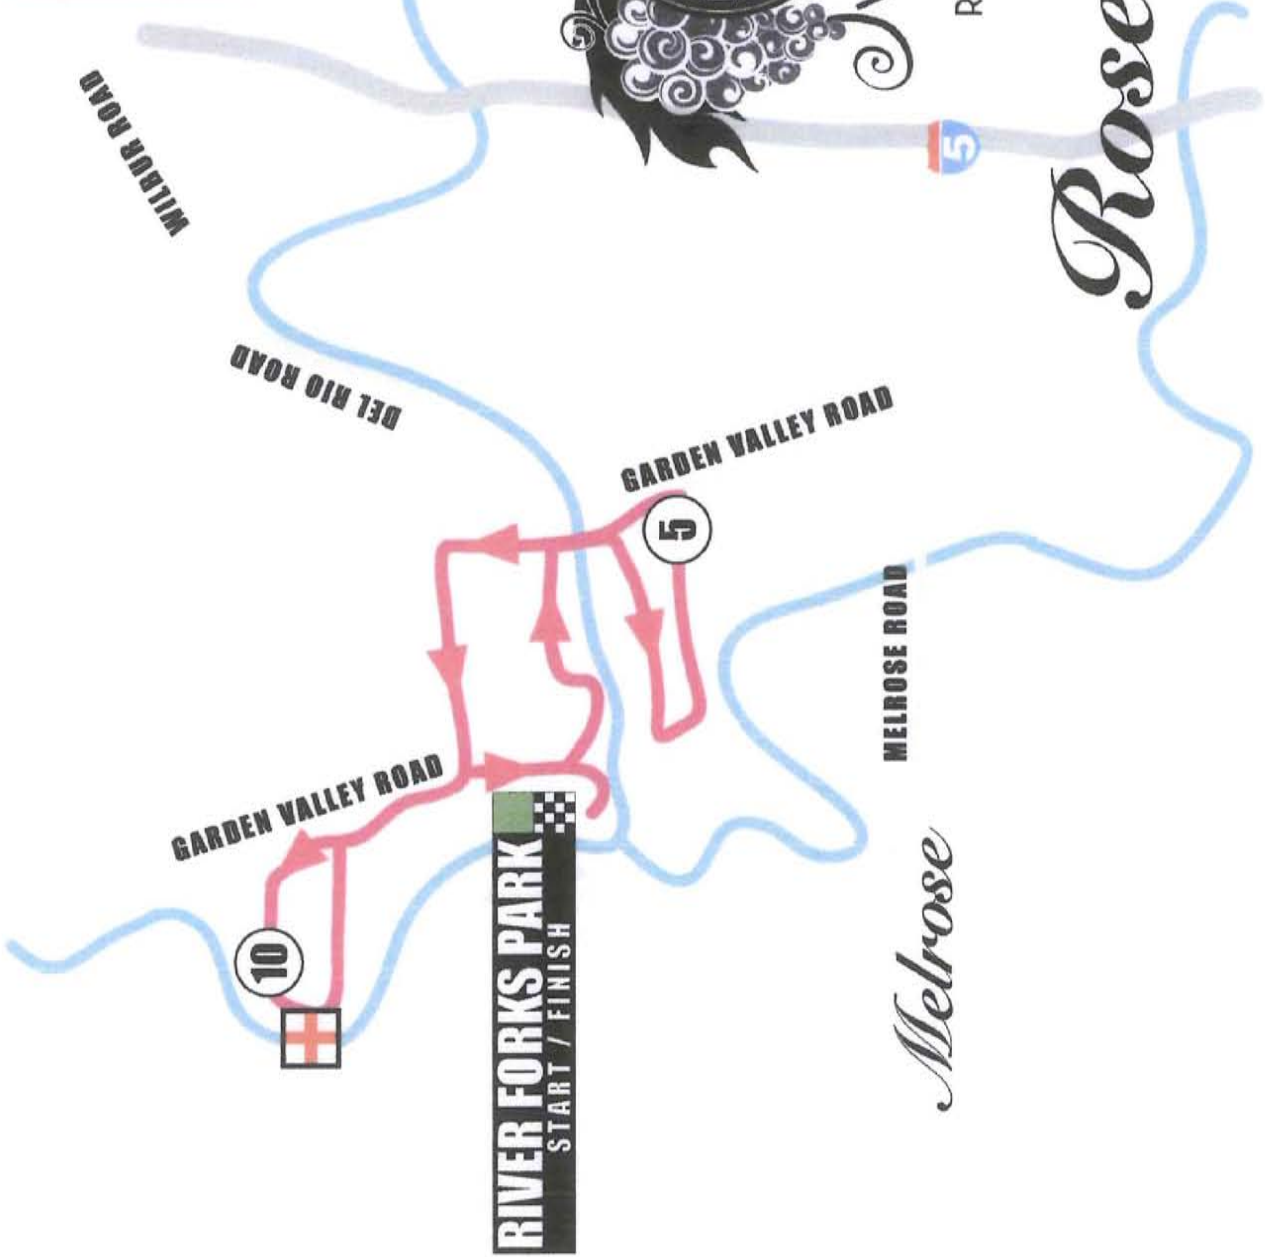 WILBUR ROAD
DEL RIO ROAD
GARDEN VALLEY ROAD
10
RIVER FORKS PARK
START / FINISH
5
GARDEN VALLEY ROAD
MELROSE ROAD
Melrose
5
Rose
R